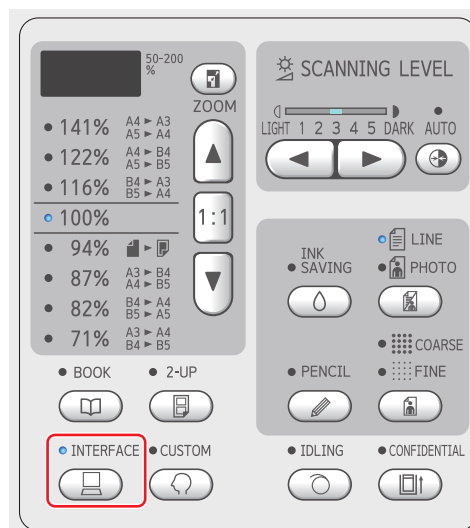 50-200
%
ZOOM
141% A4 ► A3
A5 ► A4
122% A4 ► B4
A5 ► B5
116% B4 ► A3
B5 ► A4
100%
1:1
94%
87% A3 ► B4
A4 ► B5
82% B4 ► A4
B5 ► A5
71% A3 ► A4
B4 ► B5
BOOK
2-UP
INTERFACE
CUSTOM
SCANNING LEVEL
LIGHT 1 2 3 4 5 DARK AUTO
INK
SAVING
LINE
PHOTO
COARSE
PENCIL
FINE
IDLING
CONFIDENTIAL